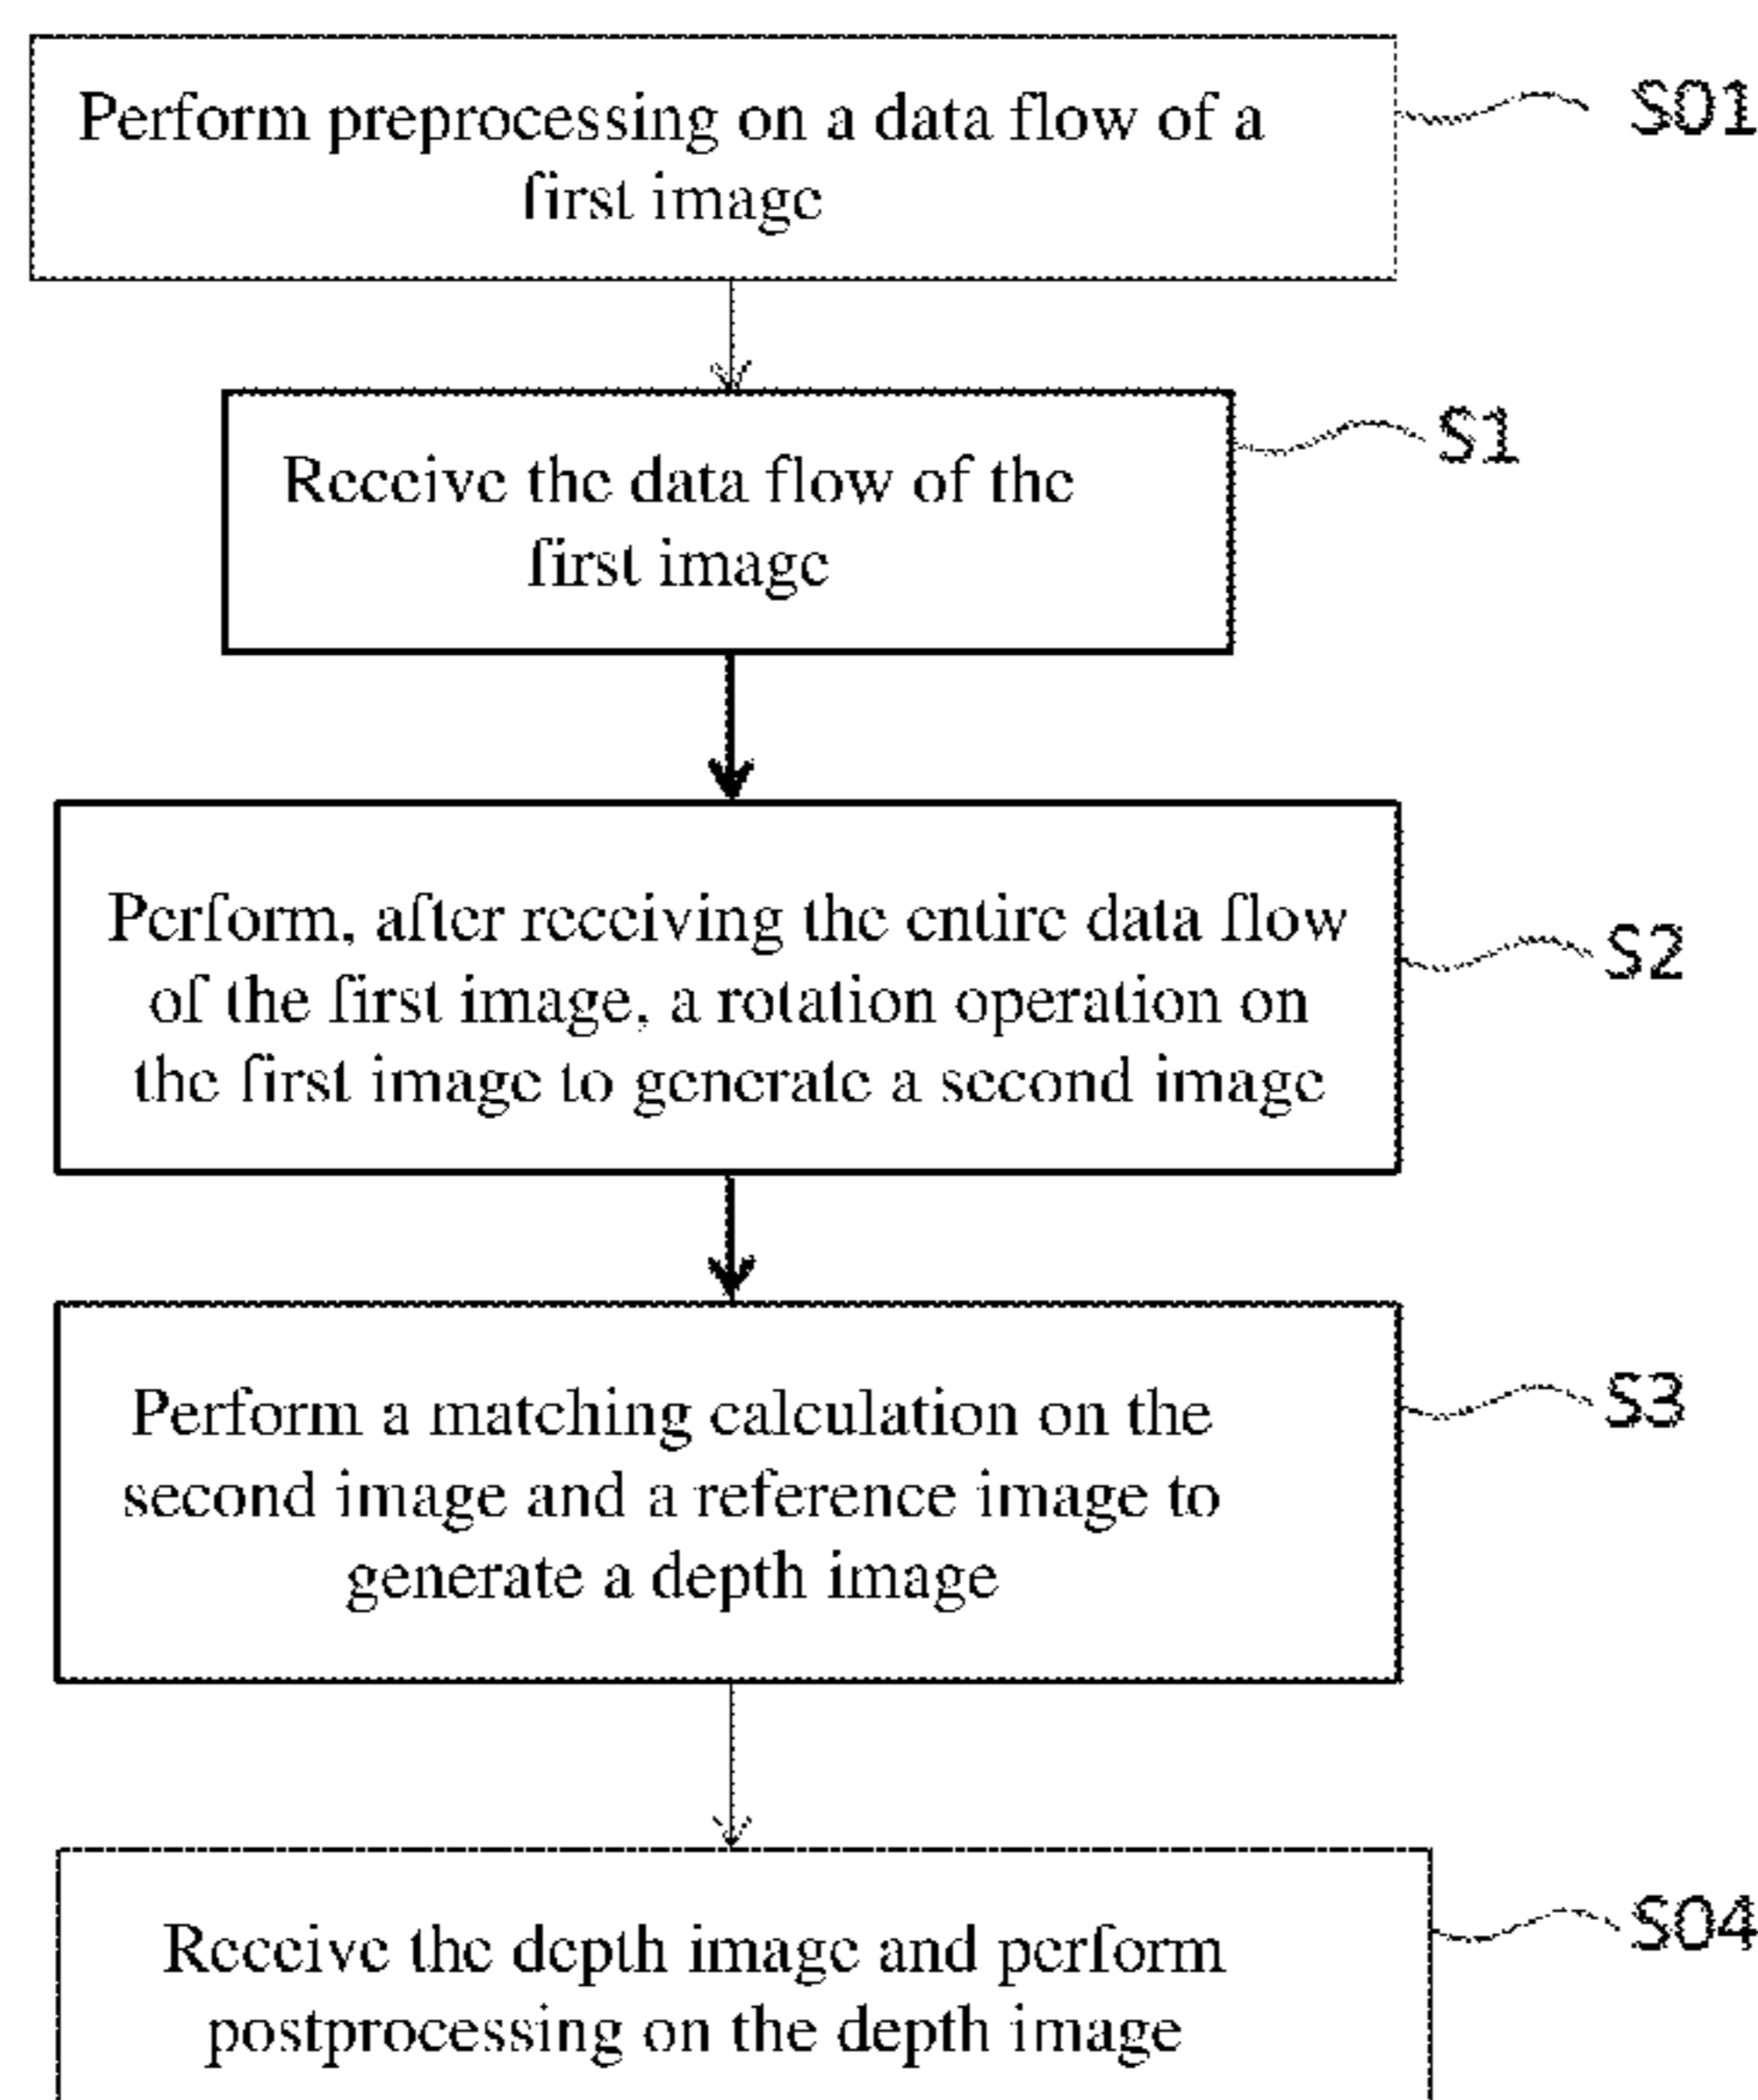 Perform preprocessing on a data flow of a
first image
S01
Receive the data flow of the
first image
S1
Perform, after receiving the entire data flow
of the first image, a rotation operation on
the first image to generate a second image
S2
Perform a matching calculation on the
second image and a reference image to
generate a depth image
S3
Receive the depth image and perform
postprocessing on the depth image
S04